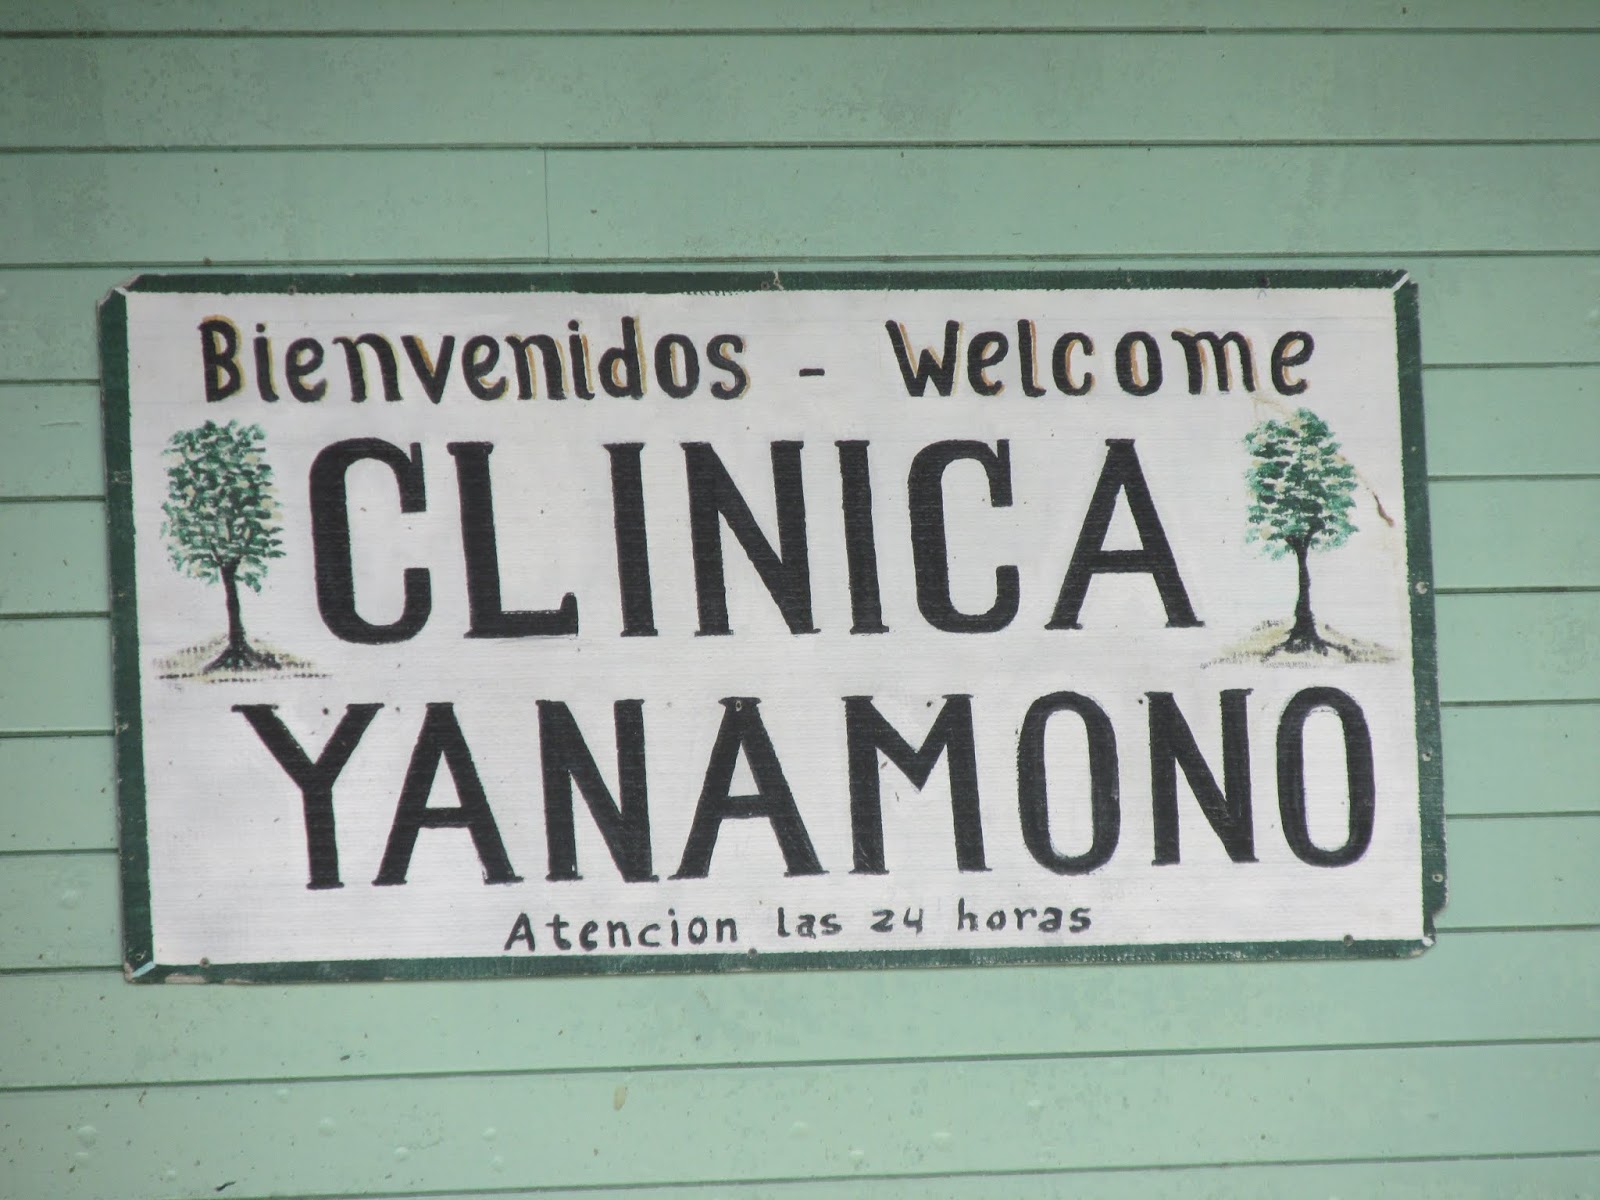 Bienvenidos - Welcome
CLINICA
YANAMONO
Atencion las 24 horas